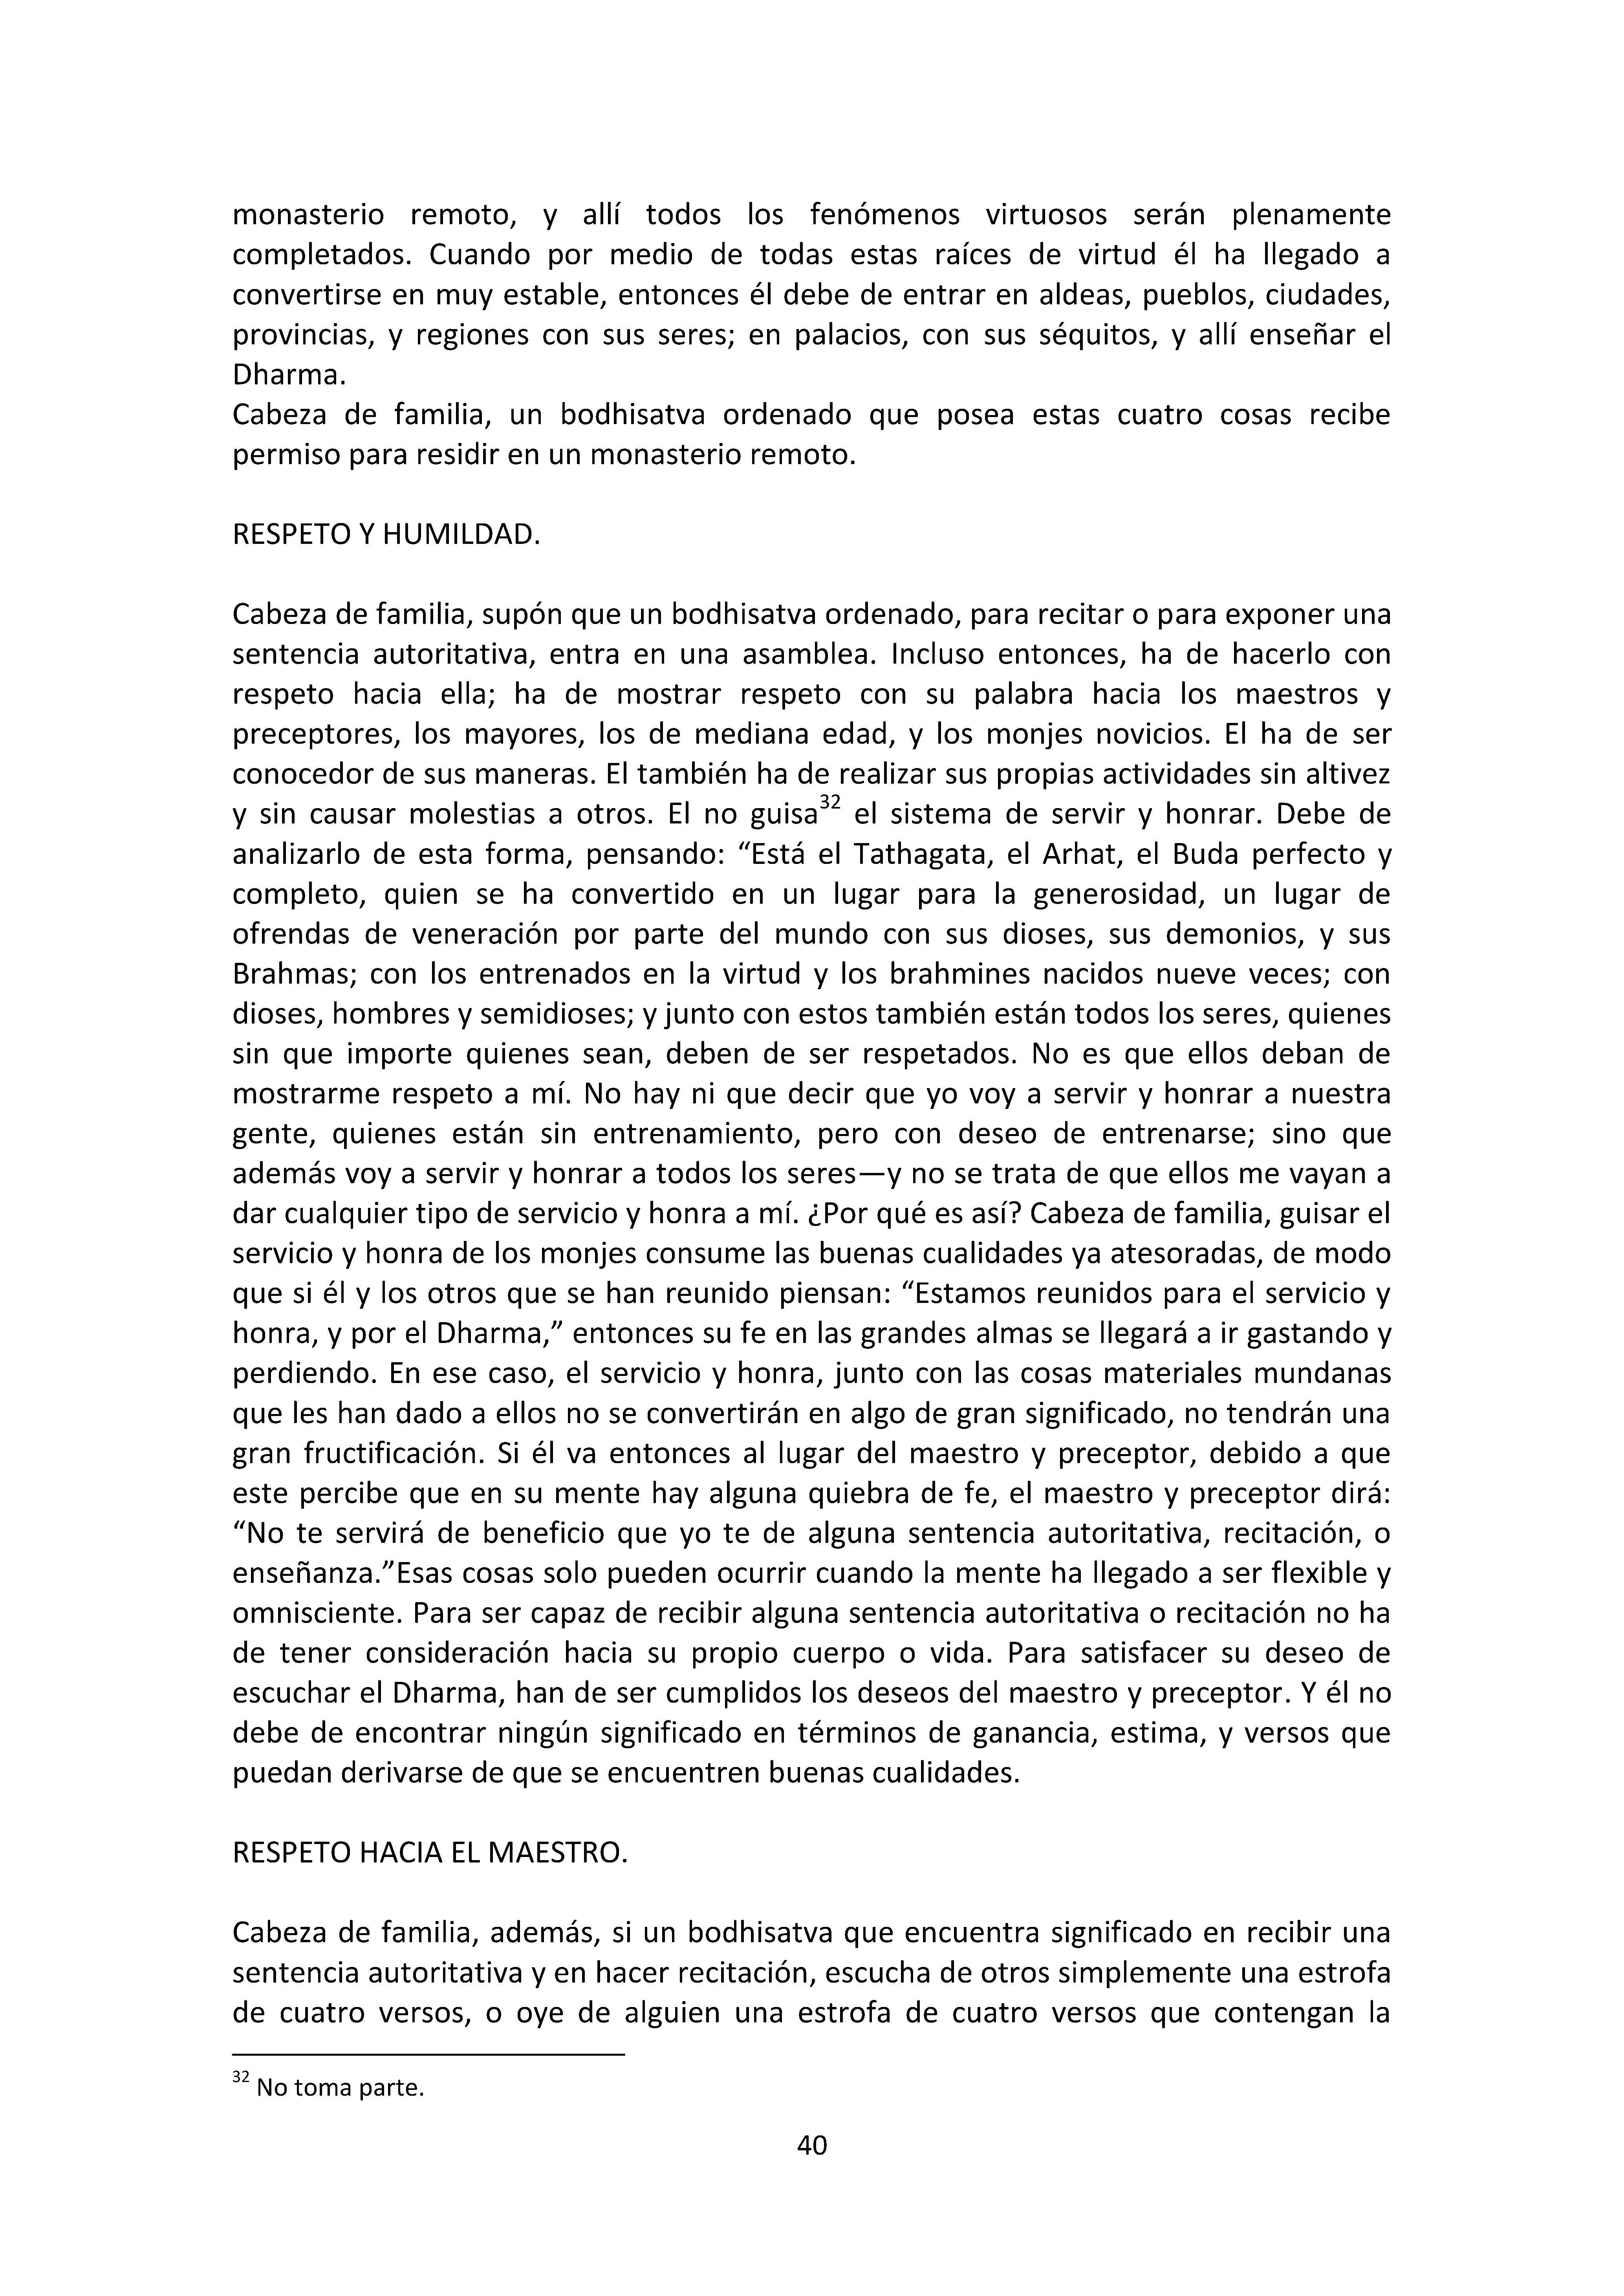 monasterio remoto, y allí todos los fenómenos virtuosos serán plenamente
completados. Cuando por medio de todas estas raíces de virtud él ha llegado a
convertirse en muy estable, entonces él debe de entrar en aldeas, pueblos, ciudades,
provincias, y regiones con sus seres; en palacios, con sus séquitos, y allí enseñar el
Dharma.
Cabeza de familia, un bodhisatva ordenado que posea estas cuatro cosas recibe
permiso para residir en un monasterio remoto.
RESPETO Y HUMILDAD.
Cabeza de familia, supón que un bodhisatva ordenado, para recitar o para exponer una
sentencia autoritativa, entra en una asamblea. Incluso entonces, ha de hacerlo con
respeto hacia ella; ha de mostrar respeto con su palabra hacia los maestros y
preceptores, los mayores, los de mediana edad, y los monjes novicios. El ha de ser
conocedor de sus maneras. El también ha de realizar sus propias actividades sin altivez
y sin causar molestias a otros. El no guisa32 el sistema de servir y honrar. Debe de
analizarlo de esta forma, pensando: “Está el Tathagata, el Arhat, el Buda perfecto y
completo, quien se ha convertido en un lugar para la generosidad, un lugar de
ofrendas de veneración por parte del mundo con sus dioses, sus demonios, y sus
Brahmas; con los entrenados en la virtud y los brahmines nacidos nueve veces; con
dioses, hombres y semidioses; y junto con estos también están todos los seres, quienes
sin que importe quienes sean, deben de ser respetados. No es que ellos deban de
mostrarme respeto a mí. No hay ni que decir que yo voy a servir y honrar a nuestra
gente, quienes están sin entrenamiento, pero con deseo de entrenarse; sino que
además voy a servir y honrar a todos los seres—y no se trata de que ellos me vayan a
dar cualquier tipo de servicio y honra a mí. ¿Por qué es así? Cabeza de familia, guisar el
servicio y honra de los monjes consume las buenas cualidades ya atesoradas, de modo
que si él y los otros que se han reunido piensan: “Estamos reunidos para el servicio y
honra, y por el Dharma,” entonces su fe en las grandes almas se llegará a ir gastando y
perdiendo. En ese caso, el servicio y honra, junto con las cosas materiales mundanas
que les han dado a ellos no se convertirán en algo de gran significado, no tendrán una
gran fructificación. Si él va entonces al lugar del maestro y preceptor, debido a que
este percibe que en su mente hay alguna quiebra de fe, el maestro y preceptor dirá:
“No te servirá de beneficio que yo te de alguna sentencia autoritativa, recitación, o
enseñanza.”Esas cosas solo pueden ocurrir cuando la mente ha llegado a ser flexible y
omnisciente. Para ser capaz de recibir alguna sentencia autoritativa o recitación no ha
de tener consideración hacia su propio cuerpo o vida. Para satisfacer su deseo de
escuchar el Dharma, han de ser cumplidos los deseos del maestro y preceptor. Y él no
debe de encontrar ningún significado en términos de ganancia, estima, y versos que
puedan derivarse de que se encuentren buenas cualidades.
RESPETO HACIA EL MAESTRO.
Cabeza de familia, además, si un bodhisatva que encuentra significado en recibir una
sentencia autoritativa y en hacer recitación, escucha de otros simplemente una estrofa
de cuatro versos, o oye de alguien una estrofa de cuatro versos que contengan la
32 No toma parte.
40